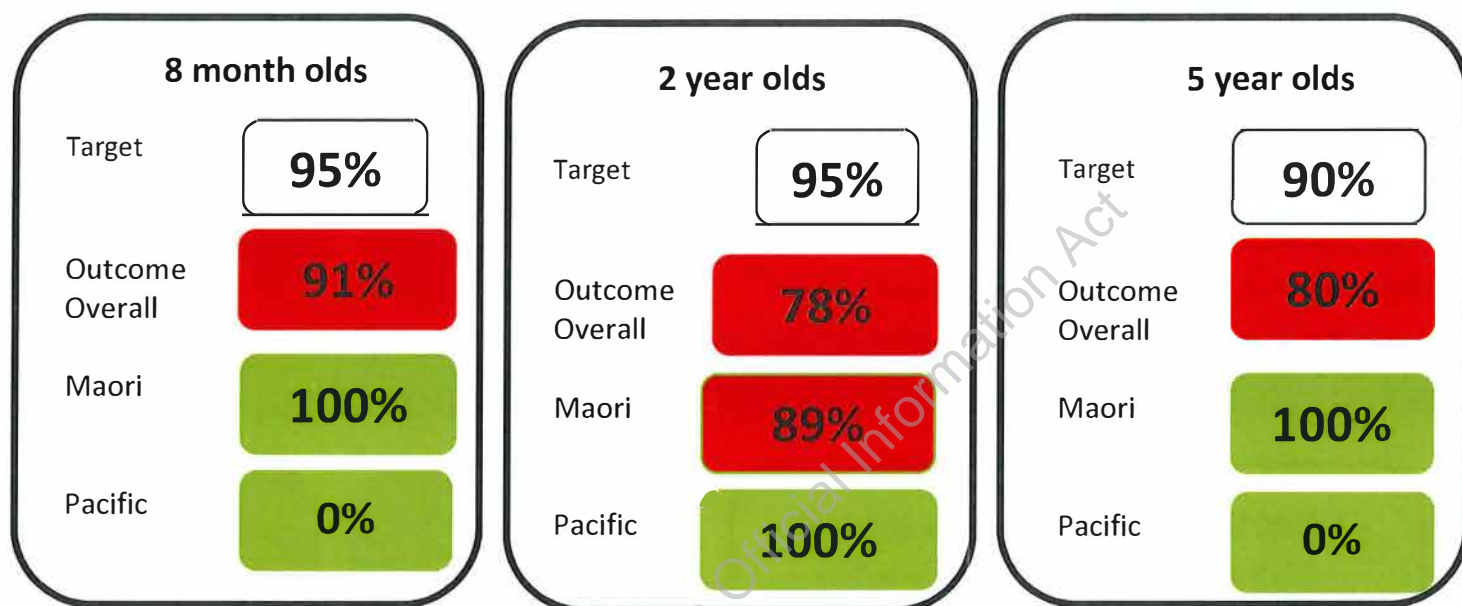 8 month olds
Target
95%
Outcome
Overall
91%
Maori
100%
Pacific
0%
2 year olds
Target
95%
Outcome
Overall
78%
Maori
89%
Pacific
100%
5 year olds
Target
90%
Outcome
Overall
80%
Maori
100%
Pacific
0%
Official Information Act